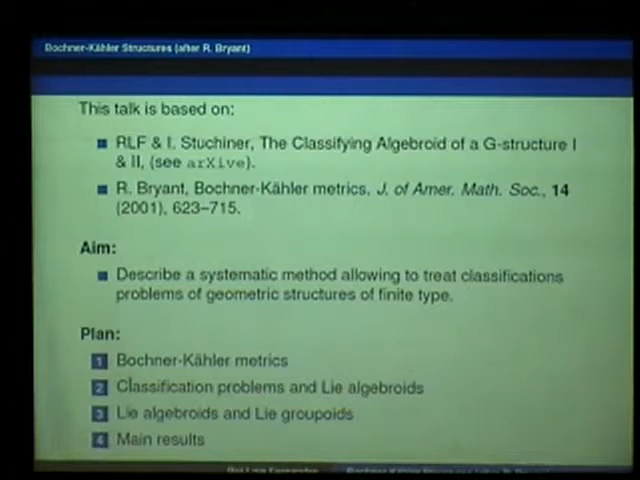 Bochner-Kähler Structures (after R. Bryant)
This talk is based on:
RLF & I. Stuchiner, The Classifying Algebroid of a G-structure I
& II, (see arXive).
R. Bryant, Bochner-Kähler metrics, J. of Amer. Math. Soc., 14
(2001), 623–715.
Aim:
Describe a systematic method allowing to treat classifications
problems of geometric structures of finite type.
Plan:
1 Bochner-Kähler metrics
2 Classification problems and Lie algebroids
3 Lie algebroids and Lie groupoids
4 Main results